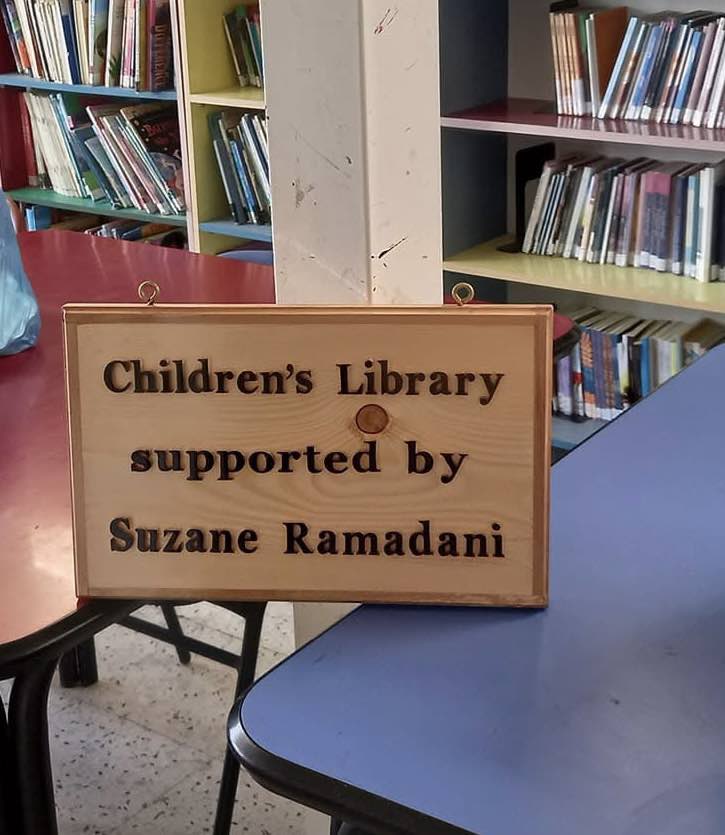 Children's Library
supported by
Suzane Ramadani